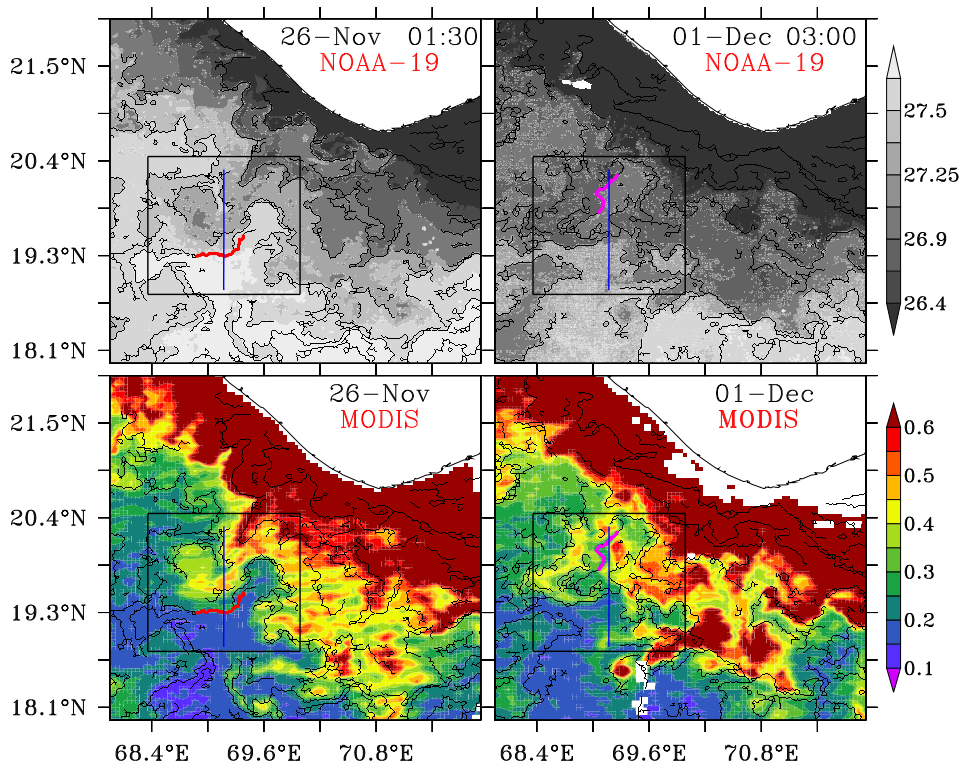 26-Nov 01:30
NOAA-19
01-Dec 03:00
NOAA-19
21.5°N
20.4°N
19.3°N
18.1°N
27.5
27.25
26.9
26.4
26-Nov
MODIS
01-Dec
MODIS
21.5°N
20.4°N
19.3°N
18.1°N
0.6
0.5
0.4
0.3
0.2
0.1
68.4°E 69.6°E 70.8°E
68.4°E 69.6°E 70.8°E